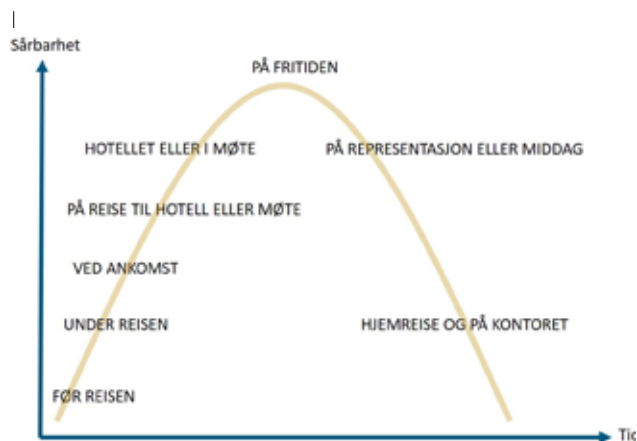 Sårbarhet
PÅ FRITIDEN
HOTELLET ELLER I MØTE
PÅ REPRESENTASJON ELLER MIDDAG
PÅ REISE TIL HOTELL ELLER MØTE
VED ANKOMST
UNDER REISEN
HJEMREISE OG PÅ KONTORET
FØR REISEN
Tid